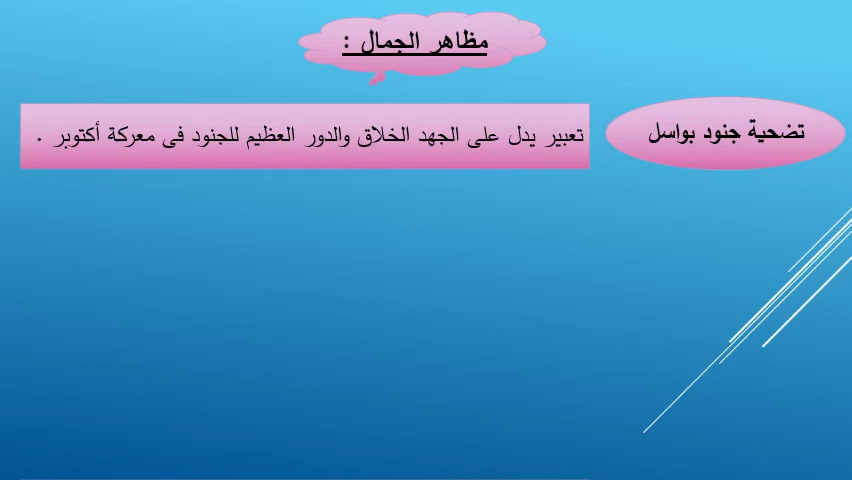 مظاهر الجمال :
تضحية جنود بواسل
تعبير يدل على الجهد الخلاق والدور العظيم للجنود فى معركة أكتوبر .